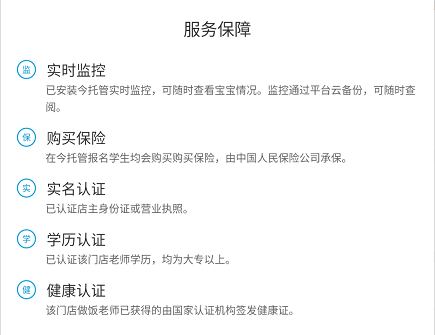 服务保障
监 实时监控
已安装今托管实时监控，可随时查看宝宝情况。监控通过平台云备份，可随时查
阅。
保 购买保险
在今托管报名学生均会购买购买保险，由中国人民保险公司承保。
实 实名认证
已认证店主身份证或营业执照。
学 学历认证
已认证该门店老师学历，均为大专以上。
健 健康认证
该门店做饭老师已获得的由国家认证机构签发健康证。